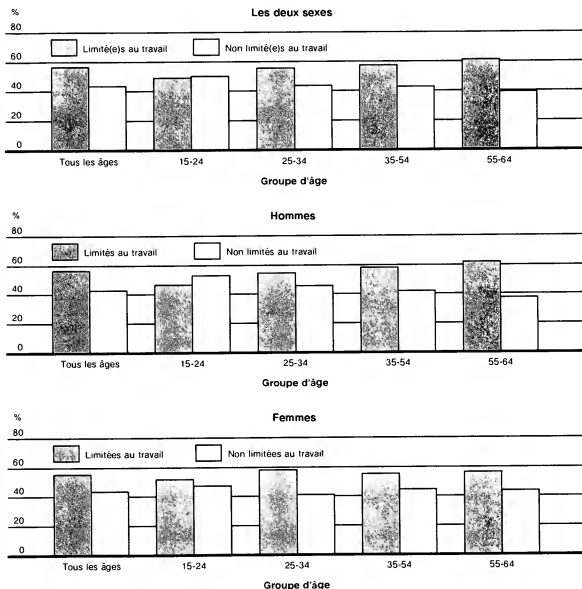 %
Les deux sexes
80
Limité(e)s au travail
Non limité(e)s au travail
60
40
20
0
Tous les âges
15-24
25-34
35-54
55-64
Groupe d'âge
%
Hommes
80
Limités au travail
Non limités au travail
60
40
20
0
Tous les âges
15-24
25-34
35-54
55-64
Groupe d'âge
%
Femmes
80
Limitées au travail
Non limitées au travail
60
40
20
0
Tous les âges
15-24
25-34
35-54
55-64
Groupe d'âge